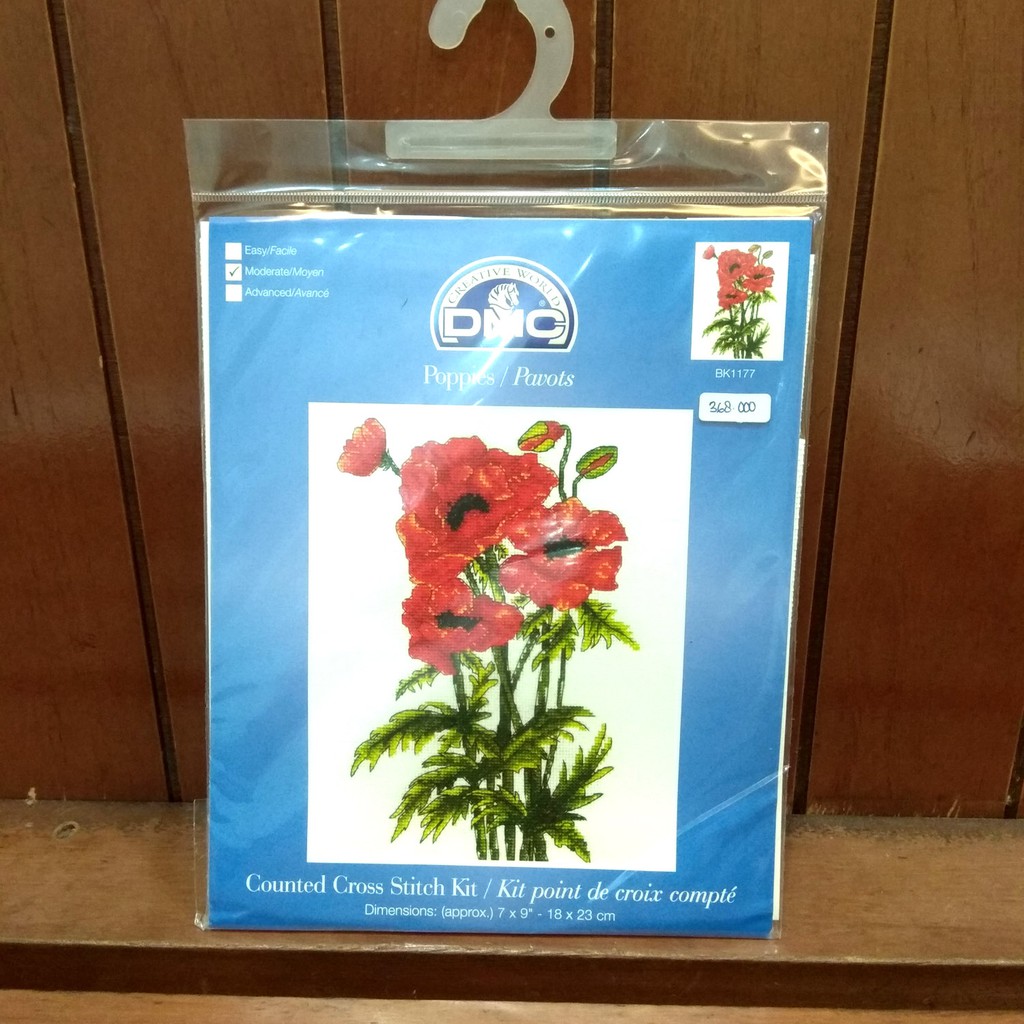 Easy/Facile
✓ Moderate/Moyen
Advanced/Avancé
CREATIVE WORLD
DMC®
Poppies / Pavots
BK1177
368.000
Counted Cross Stitch Kit / Kit point de croix compté
Dimensions: (approx.) 7 x 9" - 18 x 23 cm